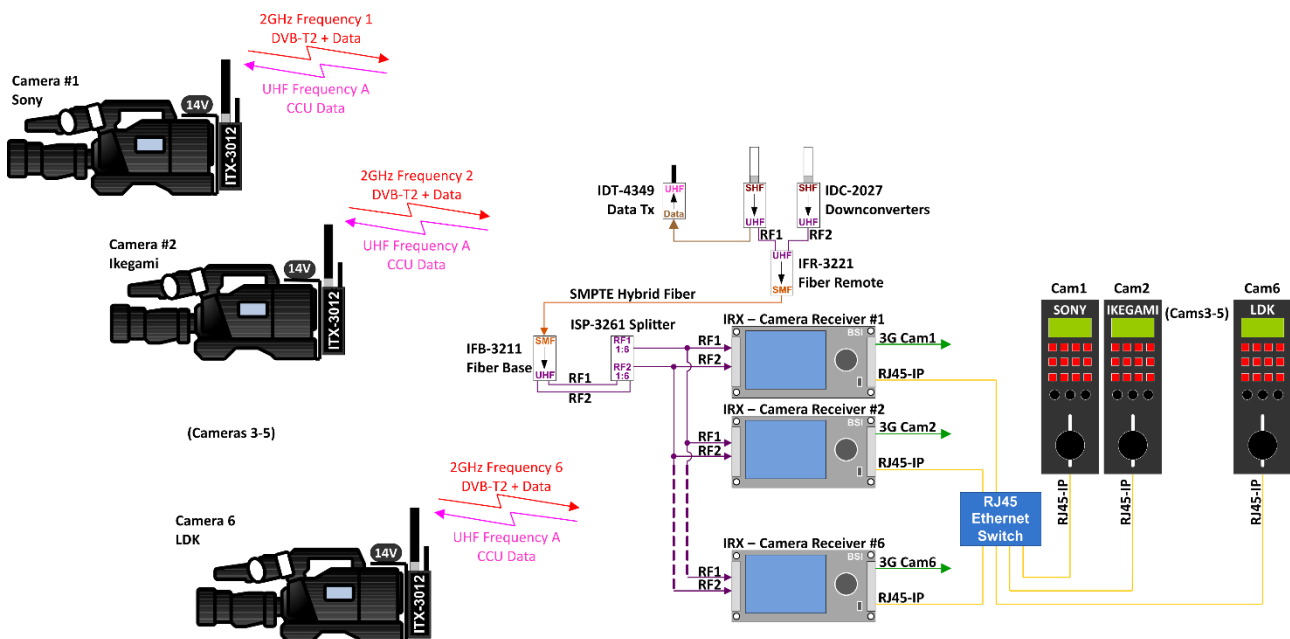 2GHz Frequency 1
DVB-T2 + Data
UHF Frequency A
CCU Data
Camera #1
Sony
14V
ITX-3012
2GHz Frequency 2
DVB-T2 + Data
UHF Frequency A
CCU Data
Camera #2
Ikegami
14V
ITX-3012
(Cameras 3-5)
2GHz Frequency 6
DVB-T2 + Data
UHF Frequency A
CCU Data
Camera 6
LDK
14V
ITX-3012
IDT-4349
Data Tx
UHF
Data
SHF
UHF
SHF
UHF
IDC-2027
Downconverters
RF1
RF2
UHF
SMF
IFR-3221
Fiber Remote
SMPTE Hybrid Fiber
ISP-3261 Splitter
IFB-3211
Fiber Base
SMF
UHF
RF1
RF2
RF1
1:6
RF2
1:6
IRX – Camera Receiver #1
RF1
RF2
BSI
3G Cam1
RJ45-IP
IRX – Camera Receiver #2
RF1
RF2
BSI
3G Cam2
RJ45-IP
IRX – Camera Receiver #6
RF1
RF2
BSI
3G Cam6
RJ45-IP
RJ45
Ethernet
Switch
Cam1
SONY
Cam2
IKEGAMI
(Cams3-5)
Cam6
LDK
RJ45-IP
RJ45-IP
RJ45-IP